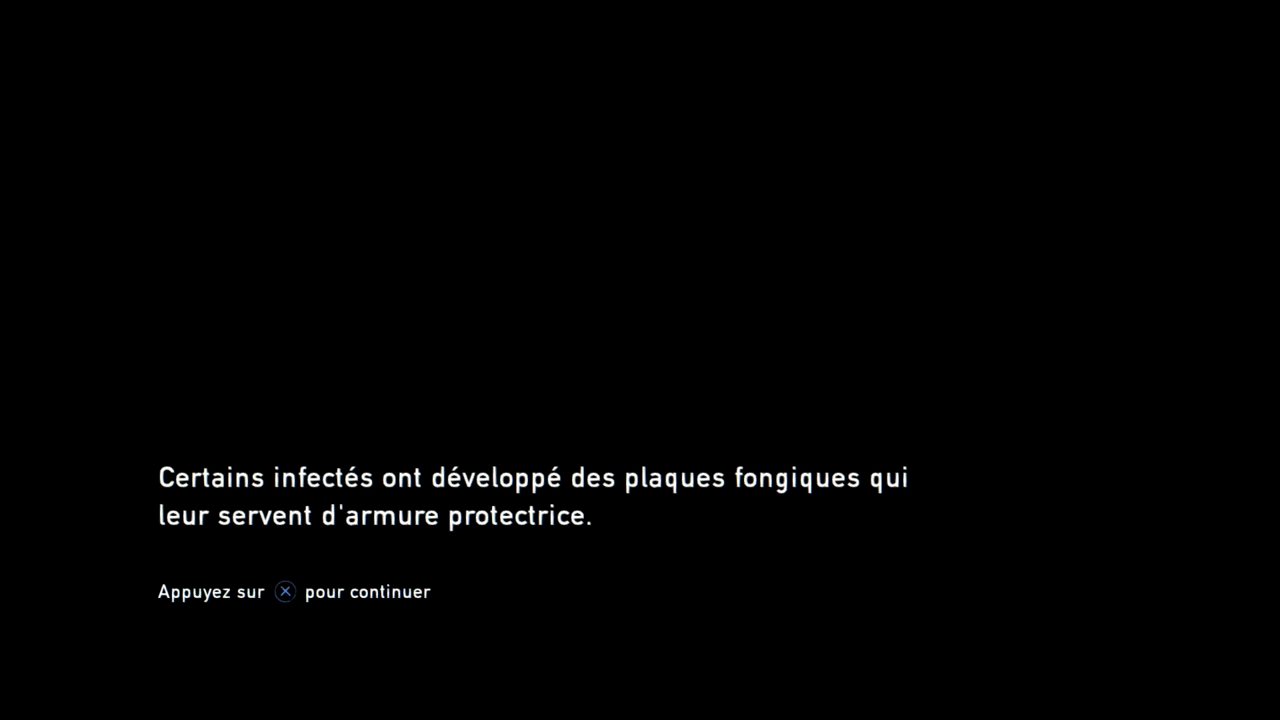 Certains infectés ont développé des plaques fongiques qui
leur servent d'armure protectrice.
Appuyez sur ⓧ pour continuer